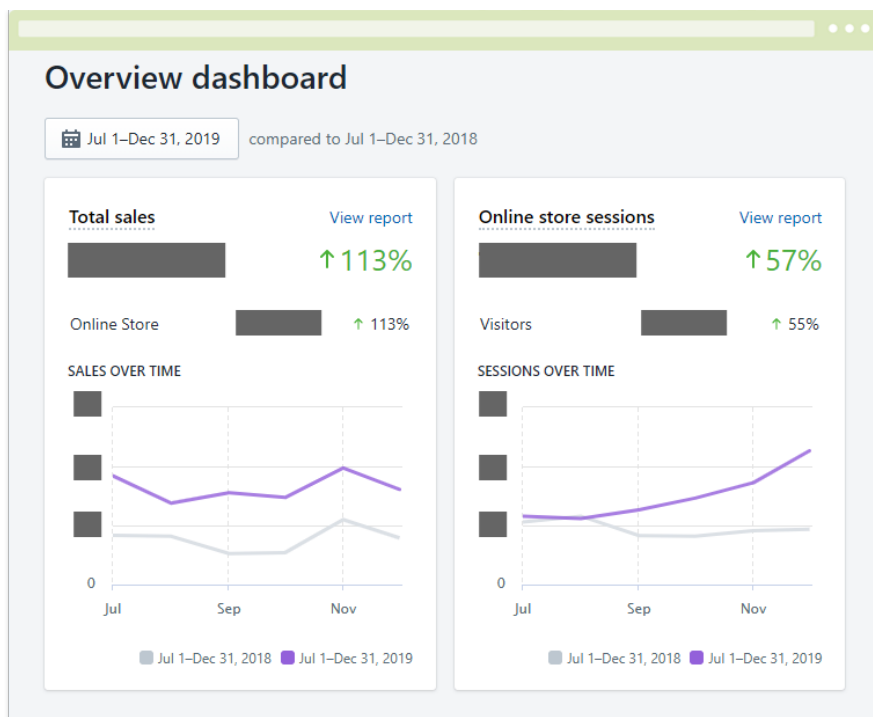 Overview dashboard
Jul 1–Dec 31, 2019 compared to Jul 1–Dec 31, 2018
Total sales View report
↑113%
Online Store ↑ 113%
SALES OVER TIME
0
Jul Sep Nov
Jul 1–Dec 31, 2018 Jul 1–Dec 31, 2019
Online store sessions View report
↑57%
Visitors ↑ 55%
SESSIONS OVER TIME
0
Jul Sep Nov
Jul 1–Dec 31, 2018 Jul 1–Dec 31, 2019